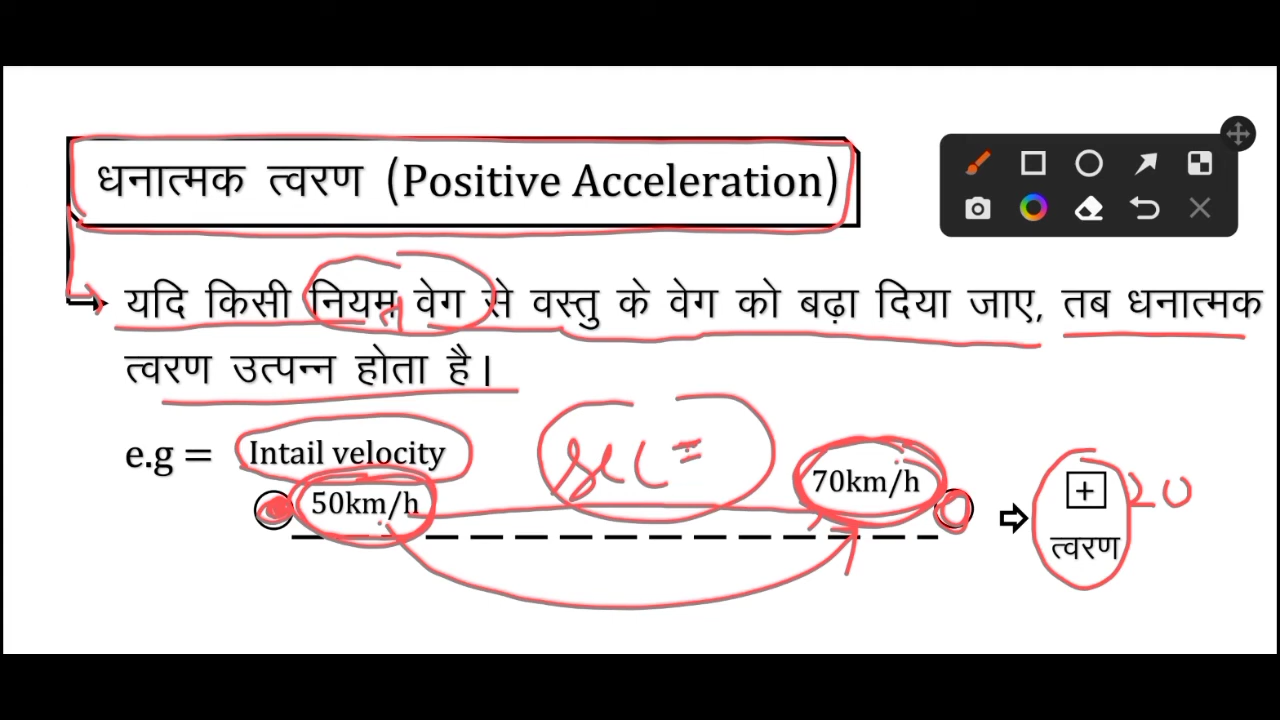 धनात्मक त्वरण (Positive Acceleration)
यदि किसी नियम वेग से वस्तु के वेग को बढ़ा दिया जाए, तब धनात्मक
त्वरण उत्पन्न होता है।
e.g = Intail velocity
50km/h 70km/h + 20
त्वरण